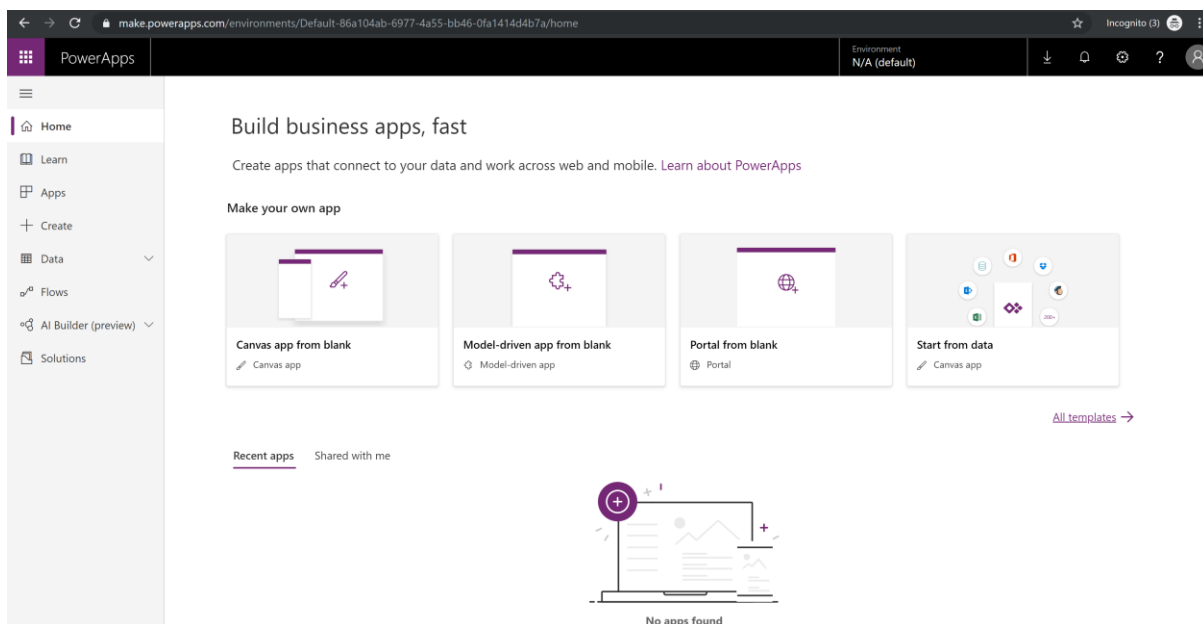 make.powerapps.com/environments/Default-86a104ab-6977-4a55-bb46-0fa1414d4b7a/home
Incognito (3)
PowerApps
Environment
N/A (default)
?
Home
Learn
Apps
Create
Data
Flows
AI Builder (preview)
Solutions
Build business apps, fast
Create apps that connect to your data and work across web and mobile. Learn about PowerApps
Make your own app
200+
Canvas app from blank
Canvas app
Model-driven app from blank
Model-driven app
Portal from blank
Portal
Start from data
Canvas app
All templates
Recent apps
Shared with me
No apps found